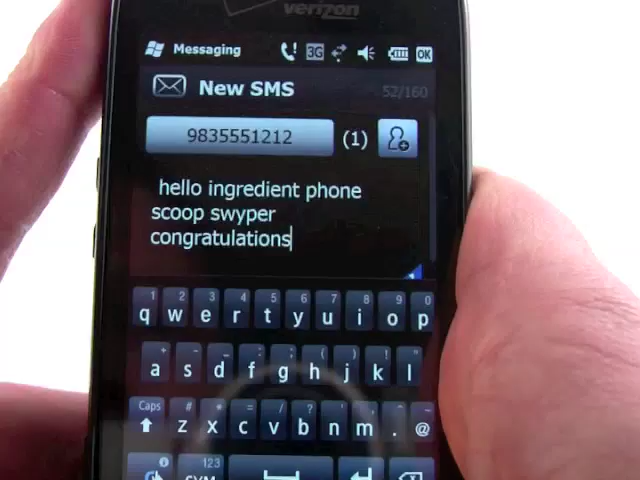 verizon
Messaging 3G OK
New SMS 52/160
9835551212 (1)
hello ingredient phone
scoop swyper
congratulations
1 2 3 4 5 6 7 8 9 0
q w e r t y u i o p
a s d f g h j k l
Caps # * = / ? ~
z x c v b n m . @
123
SYM